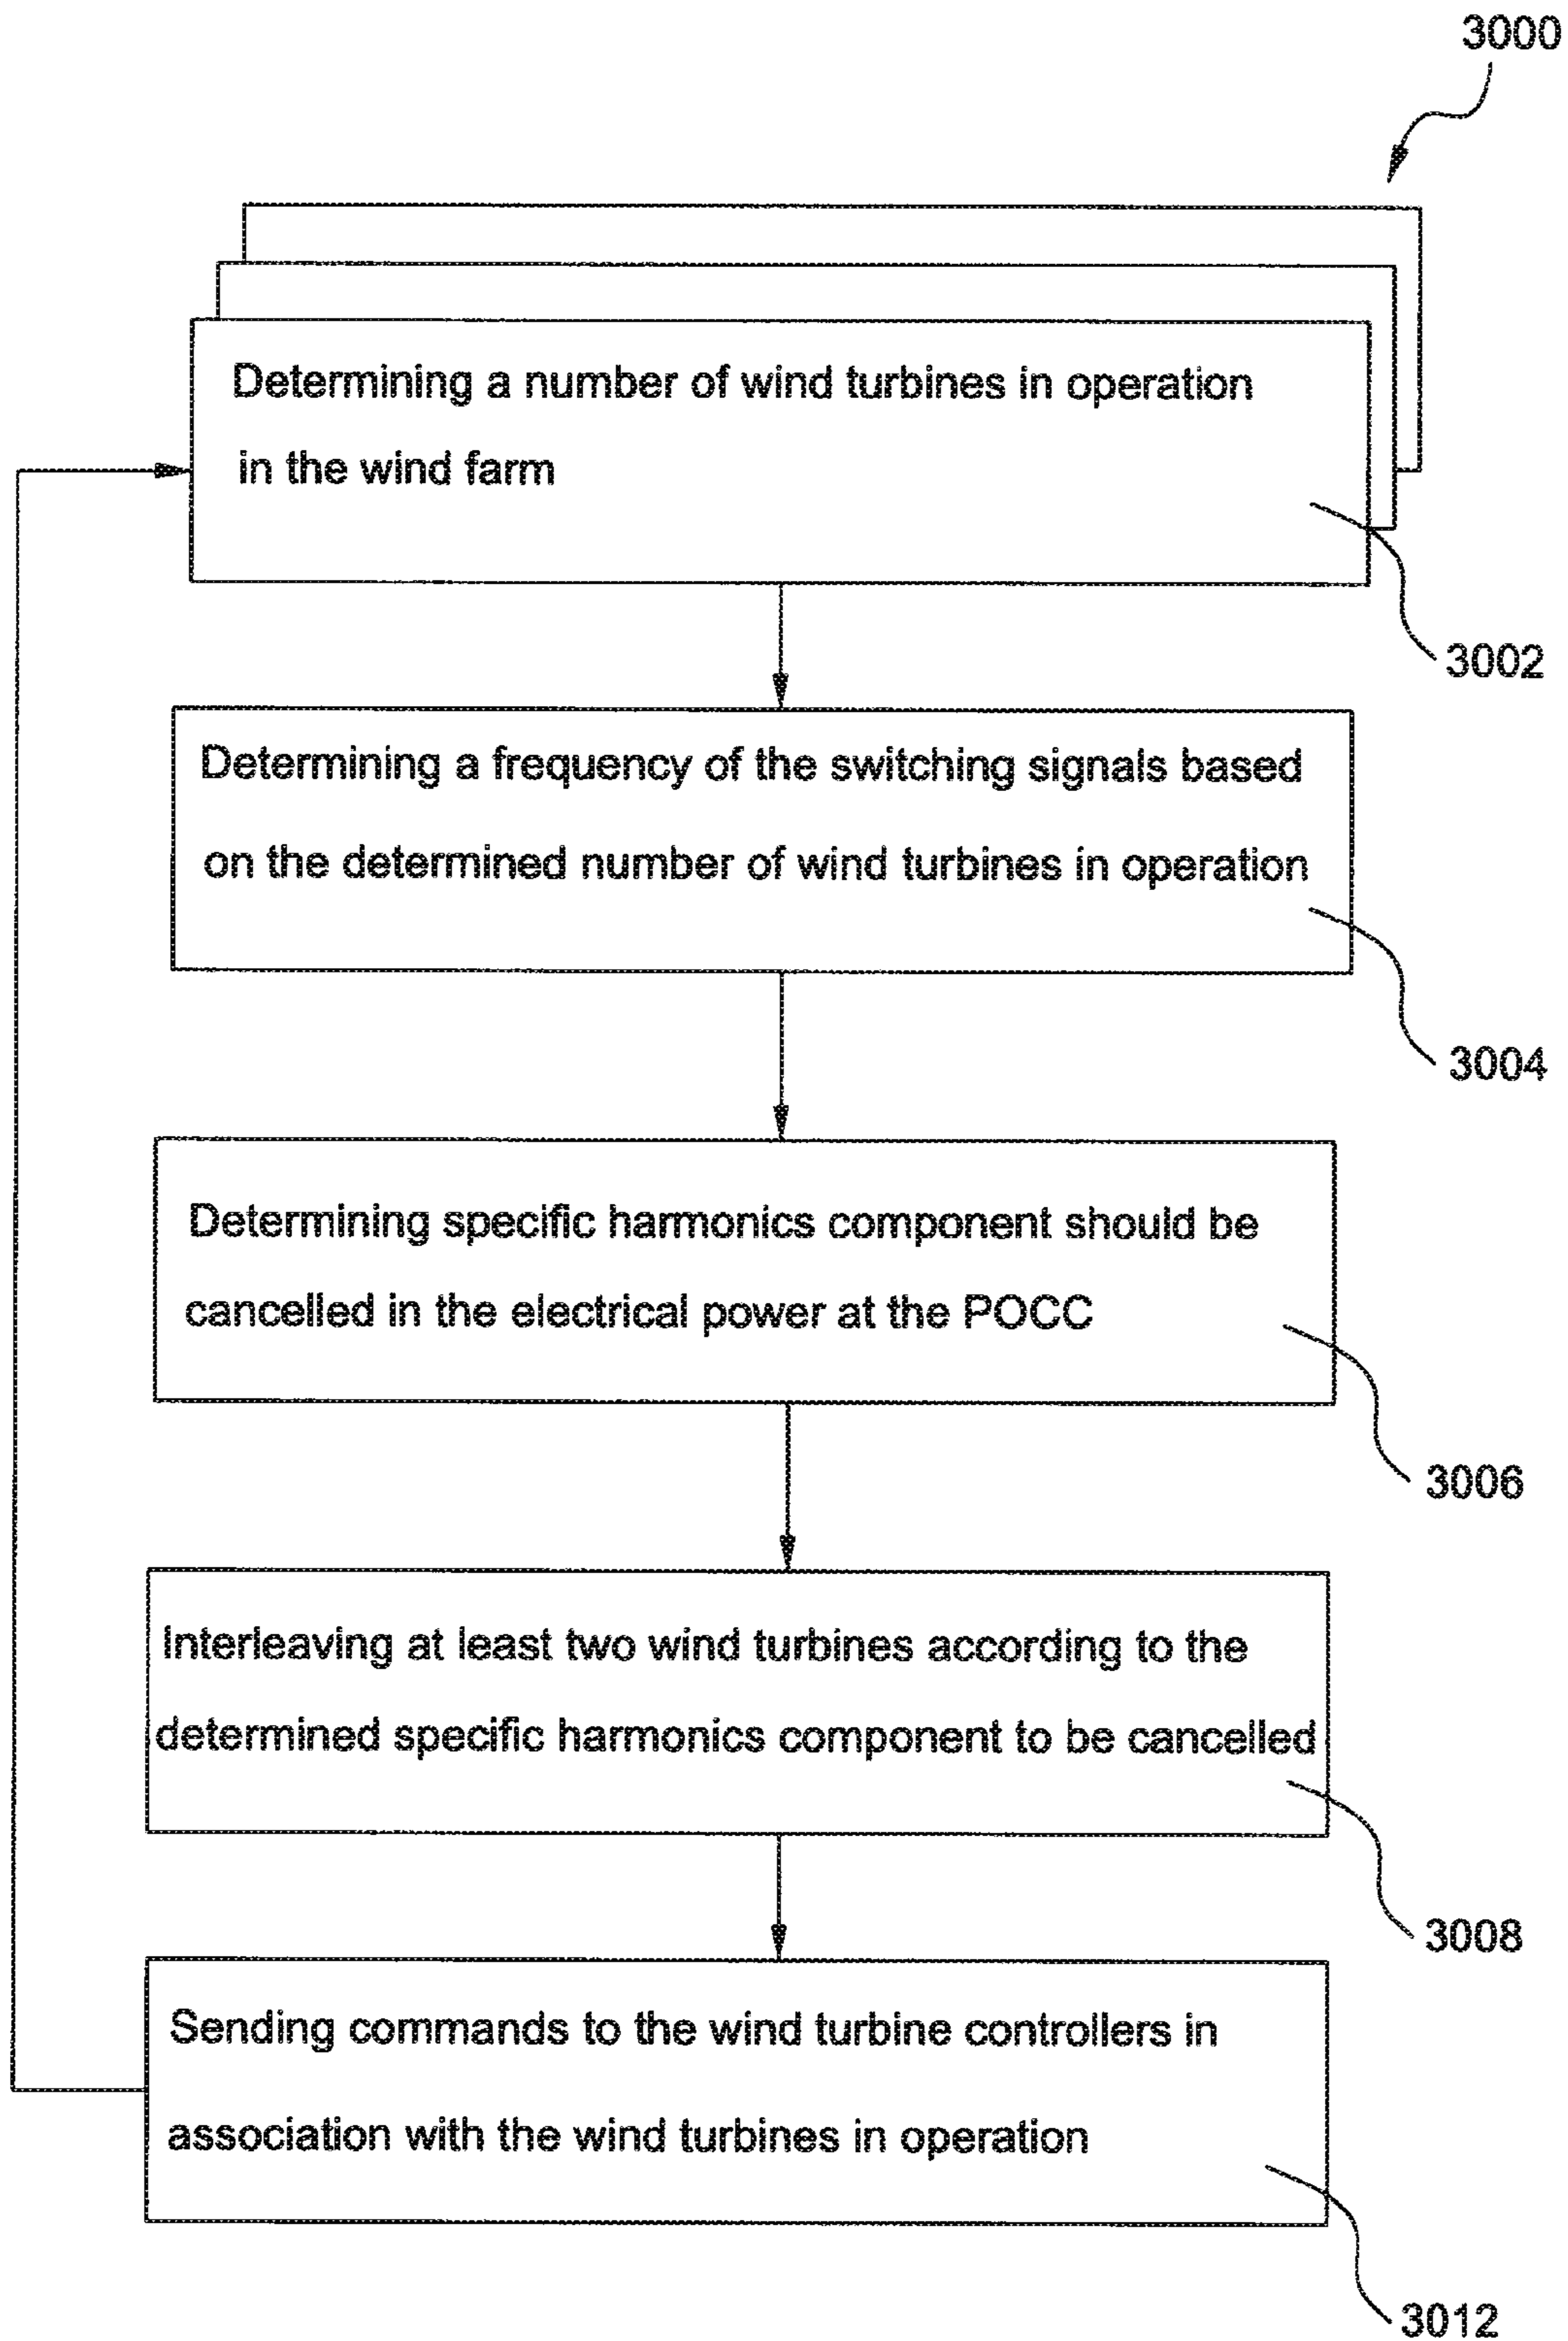 3000
Determining a number of wind turbines in operation
in the wind farm
3002
Determining a frequency of the switching signals based
on the determined number of wind turbines in operation
3004
Determining specific harmonics component should be
cancelled in the electrical power at the POCC
3006
Interleaving at least two wind turbines according to the
determined specific harmonics component to be cancelled
3008
Sending commands to the wind turbine controllers in
association with the wind turbines in operation
3012